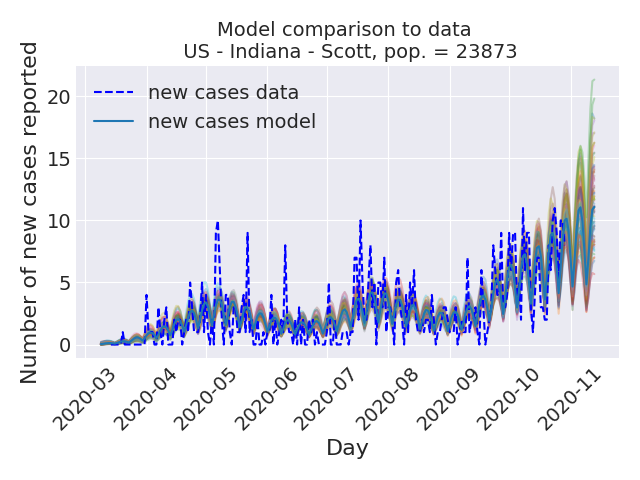 Model comparison to data
US - Indiana - Scott, pop. = 23873
new cases data
new cases model
Number of new cases reported
20
15
10
5
0
2020-03
2020-04
2020-05
2020-06
2020-07
2020-08
2020-09
2020-10
2020-11
Day